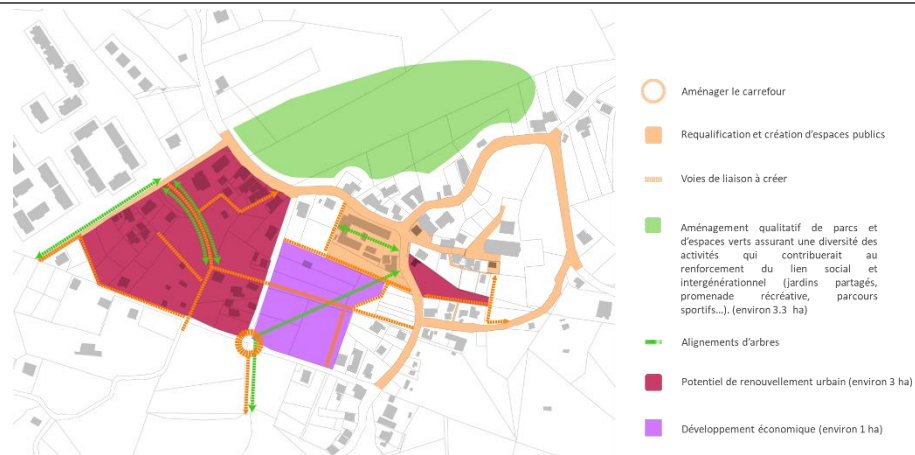 Aménager le carrefour
Requalification et création d'espaces publics
Voies de liaison à créer
Aménagement qualitatif de parcs et
d'espaces verts assurant une diversité des
activités qui contribuerait au
renforcement du lien social et
intergénérationnel (jardins partagés,
promenade récréative, parcours
sportifs...). (environ 3.3 ha)
Alignements d'arbres
Potentiel de renouvellement urbain (environ 3 ha)
Développement économique (environ 1 ha)